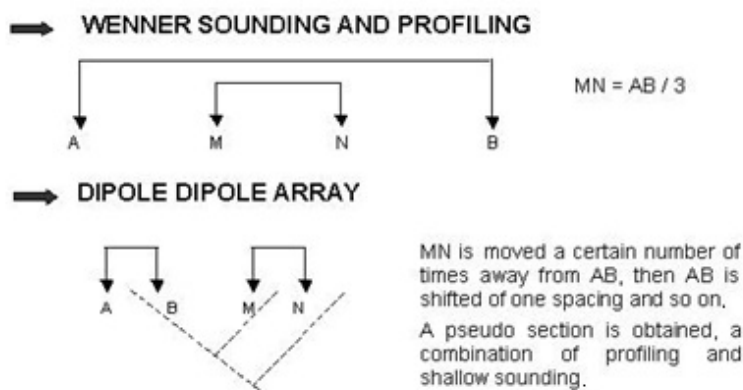 WENNER SOUNDING AND PROFILING
MN = AB / 3
A M N B
DIPOLE DIPOLE ARRAY
A B M N
MN is moved a certain number of
times away from AB, then AB is
shifted of one spacing and so on.
A pseudo section is obtained, a
combination of profiling and
shallow sounding.